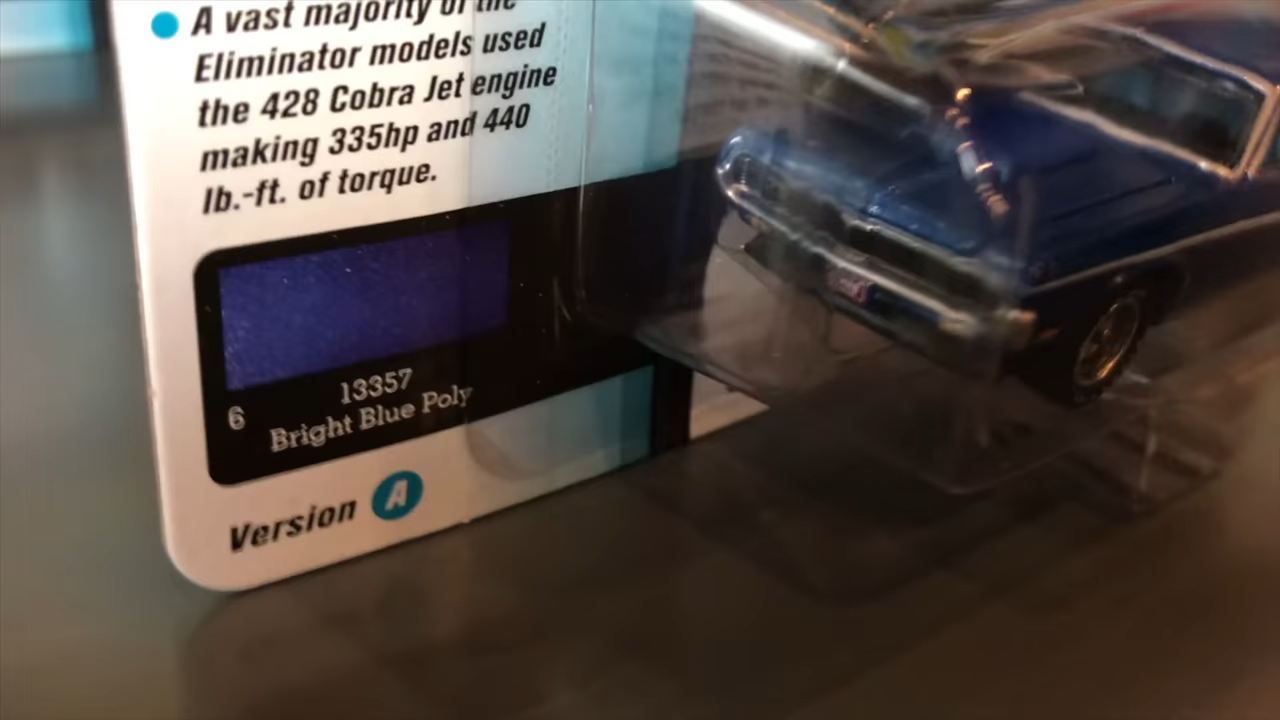 A vast majority of the
Eliminator models used
the 428 Cobra Jet engine
making 335hp and 440
lb.-ft. of torque.
13357
6
Bright Blue Poly
Version A